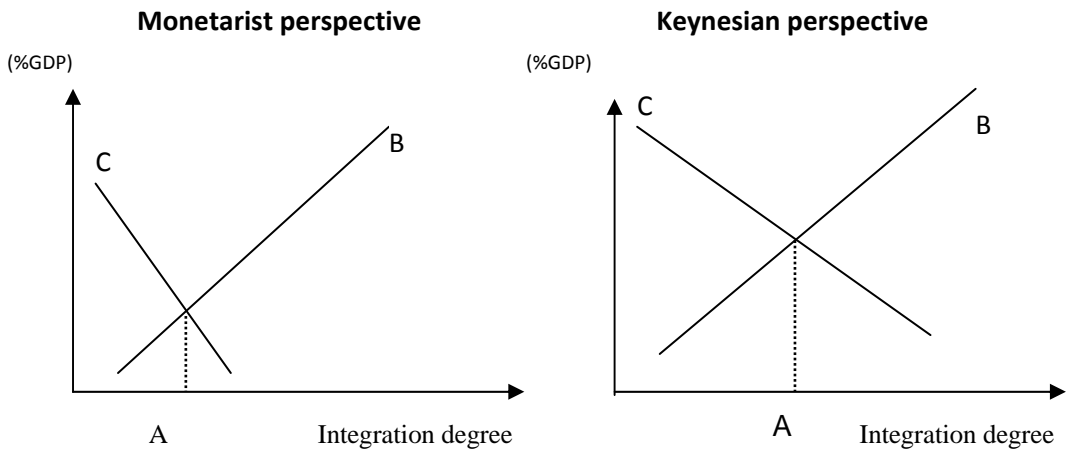 Monetarist perspective
Keynesian perspective
(%GDP)
(%GDP)
C
B
A
Integration degree
C
B
A
Integration degree